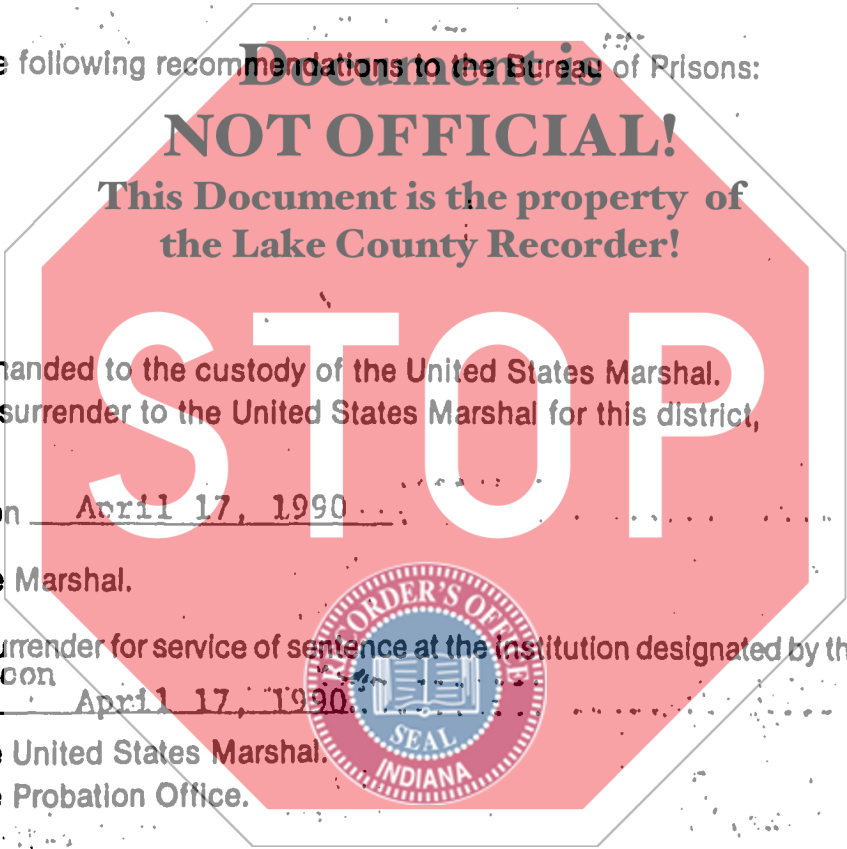 Document is
e following recommendations to the Bureau of Prisons:
NOT OFFICIAL!
This Document is the property of
the Lake County Recorder!
STOP
anded to the custody of the United States Marshal.
surrender to the United States Marshal for this district,
n April 17, 1990
e Marshal.
RECORDER'S OFFICE
SEAL
INDIANA
urrender for service of sentence at the institution designated by th
oon
April 17, 1990
e United States Marshal.
e Probation Office.